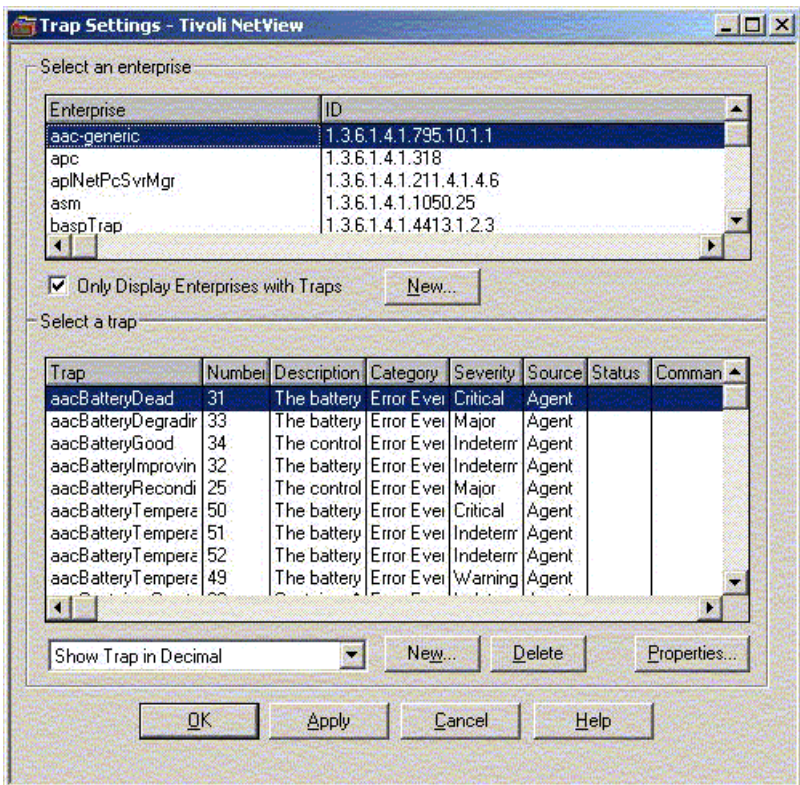 Trap Settings - Tivoli NetView
Select an enterprise
Enterprise ID
aac-generic 1.3.6.1.4.1.795.10.1.1
apc 1.3.6.1.4.1.318
aplNetPcSvrMgr 1.3.6.1.4.1.211.4.1.4.6
asm 1.3.6.1.4.1.1050.25
baspTrap 1.3.6.1.4.1.4413.1.2.3
Only Display Enterprises with Traps New...
Select a trap
Trap Number Description Category Severity Source Status Comman
aacBatteryDead 31 The battery Error Ever Critical Agent
aacBatteryDegradir 33 The battery Error Ever Major Agent
aacBatteryGood 34 The control Error Ever Indeterm Agent
aacBatteryImprovin 32 The battery Error Ever Indeterm Agent
aacBatteryRecondi 25 The control Error Ever Major Agent
aacBatteryTempera 50 The battery Error Ever Critical Agent
aacBatteryTempera 51 The battery Error Ever Indeterm Agent
aacBatteryTempera 52 The battery Error Ever Indeterm Agent
aacBatteryTempera 49 The battery Error Ever Warning Agent
Show Trap in Decimal New... Delete Properties...
OK Apply Cancel Help